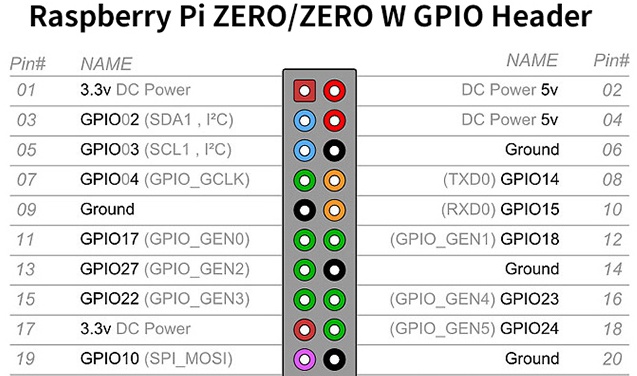 Raspberry Pi ZERO/ZERO W GPIO Header
Pin# NAME NAME Pin#
01 3.3v DC Power DC Power 5v 02
03 GPIO02 (SDA1 , I²C) DC Power 5v 04
05 GPIO03 (SCL1 , I²C) Ground 06
07 GPIO04 (GPIO_GCLK) (TXD0) GPIO14 08
09 Ground (RXD0) GPIO15 10
11 GPIO17 (GPIO_GEN0) (GPIO_GEN1) GPIO18 12
13 GPIO27 (GPIO_GEN2) Ground 14
15 GPIO22 (GPIO_GEN3) (GPIO_GEN4) GPIO23 16
17 3.3v DC Power (GPIO_GEN5) GPIO24 18
19 GPIO10 (SPI_MOSI) Ground 20